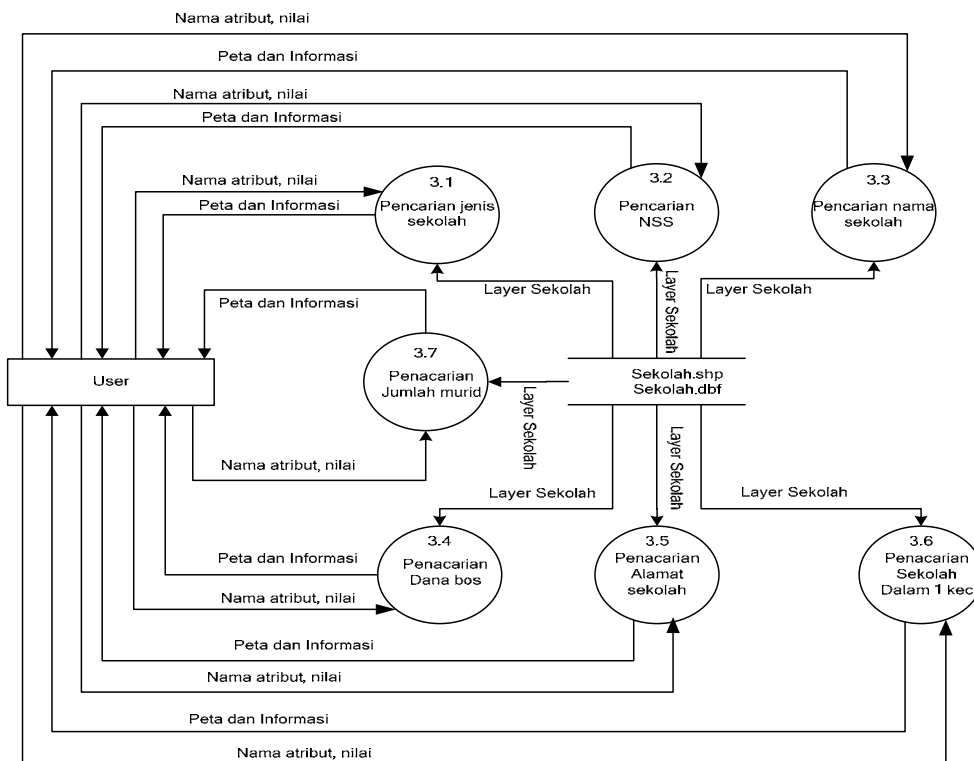 Nama atribut, nilai
Peta dan Informasi
Nama atribut, nilai
Peta dan Informasi
Nama atribut, nilai
Peta dan Informasi
3.1
Pencarian jenis
sekolah
3.2
Pencarian
NSS
3.3
Pencarian nama
sekolah
Layer Sekolah
Layer Sekolah
Layer Sekolah
Peta dan Informasi
3.7
Penacarian
Jumlah murid
Sekolah.shp
Sekolah.dbf
User
Layer Sekolah
Layer Sekolah
Nama atribut, nilai
Layer Sekolah
Layer Sekolah
3.4
Penacarian
Dana bos
3.5
Penacarian
Alamat
sekolah
3.6
Penacarian
Sekolah
Dalam 1 kec
Peta dan Informasi
Nama atribut, nilai
Peta dan Informasi
Nama atribut, nilai
Peta dan Informasi
Nama atribut, nilai